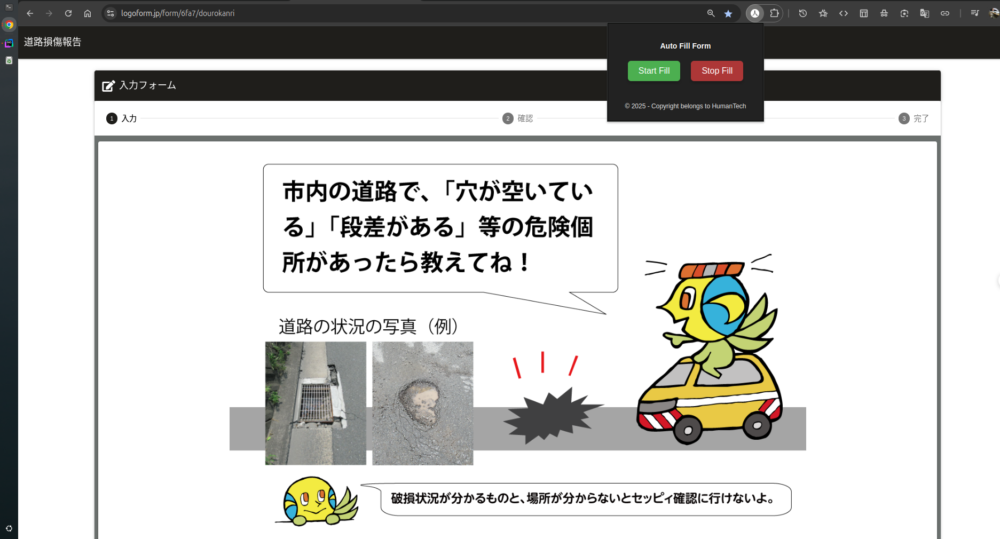 logoform.jp/form/6fa7/dourokanri
道路損傷報告
Auto Fill Form
Start Fill
Stop Fill
© 2025 - Copyright belongs to HumanTech
入力フォーム
1 入力
2 確認
3 完了
市内の道路で、「穴が空いてい
る」「段差がある」等の危険個
所があったら教えてね！
道路の状況の写真（例）
破損状況が分かるものと、場所が分からないとセッピィ確認に行けないよ。